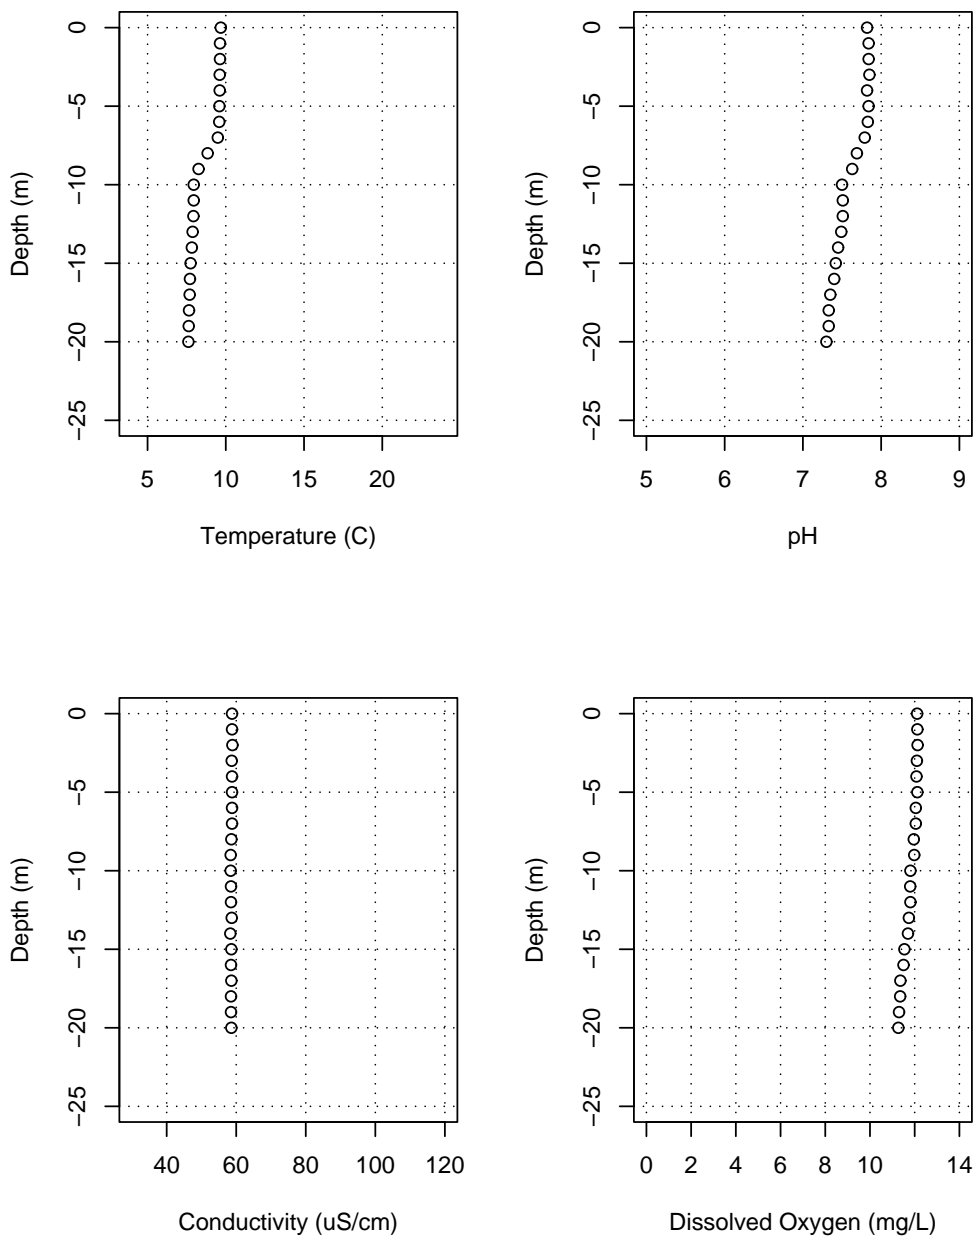 0
−5
−10
−15
−20
−25
Depth (m)
5 10 15 20
Temperature (C)
0
−5
−10
−15
−20
−25
Depth (m)
5 6 7 8 9
pH
0
−5
−10
−15
−20
−25
Depth (m)
40 60 80 100 120
Conductivity (uS/cm)
0
−5
−10
−15
−20
−25
Depth (m)
0 2 4 6 8 10 14
Dissolved Oxygen (mg/L)